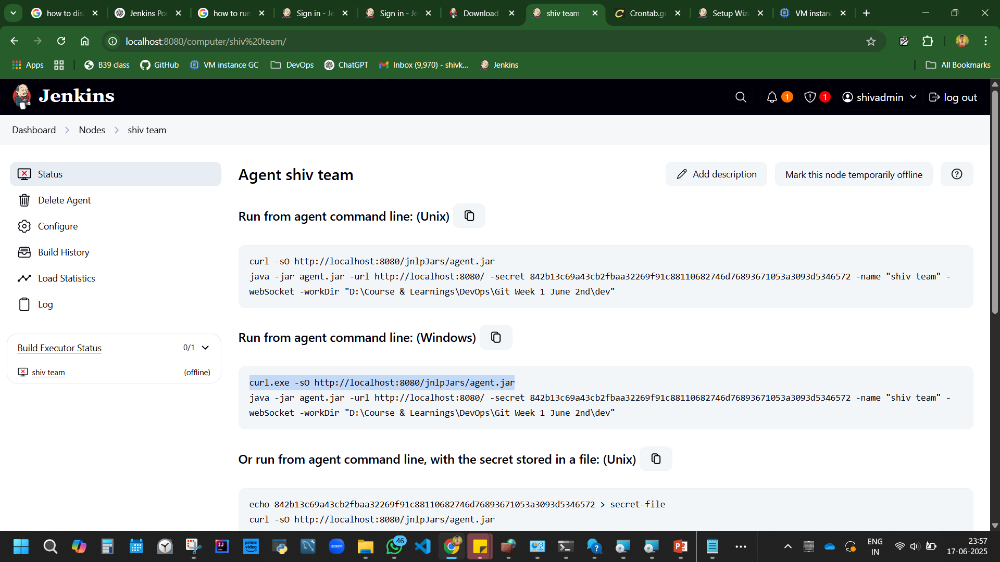 how to dis
Jenkins Po
how to run
Sign in - Je
Sign in - Je
Download
shiv team -
Crontab.gu
Setup Wiz
VM instan
localhost:8080/computer/shiv%20team/
Apps
B39 class
GitHub
VM instance GC
DevOps
ChatGPT
Inbox (9,970) - shivk...
Jenkins
All Bookmarks
Jenkins
1
1
shivadmin
log out
Dashboard
Nodes
shiv team
Status
Delete Agent
Configure
Build History
Load Statistics
Log
Build Executor Status
0/1
shiv team
(offline)
Agent shiv team
Add description
Mark this node temporarily offline
Run from agent command line: (Unix)
curl -sO http://localhost:8080/jnlpJars/agent.jar
java -jar agent.jar -url http://localhost:8080/ -secret 842b13c69a43cb2fbaa32269f91c88110682746d76893671053a3093d5346572 -name "shiv team" -
webSocket -workDir "D:\Course & Learnings\DevOps\Git Week 1 June 2nd\dev"
Run from agent command line: (Windows)
curl.exe -sO http://localhost:8080/jnlpJars/agent.jar
java -jar agent.jar -url http://localhost:8080/ -secret 842b13c69a43cb2fbaa32269f91c88110682746d76893671053a3093d5346572 -name "shiv team" -
webSocket -workDir "D:\Course & Learnings\DevOps\Git Week 1 June 2nd\dev"
Or run from agent command line, with the secret stored in a file: (Unix)
echo 842b13c69a43cb2fbaa32269f91c88110682746d76893671053a3093d5346572 > secret-file
curl -sO http://localhost:8080/jnlpJars/agent.jar
prime
video
zoom
46
ENG
IN
23:57
17-06-2025